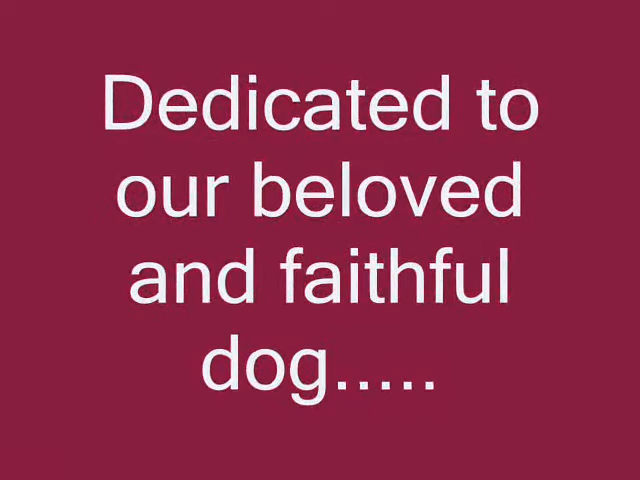 Dedicated to
our beloved
and faithful
dog.....